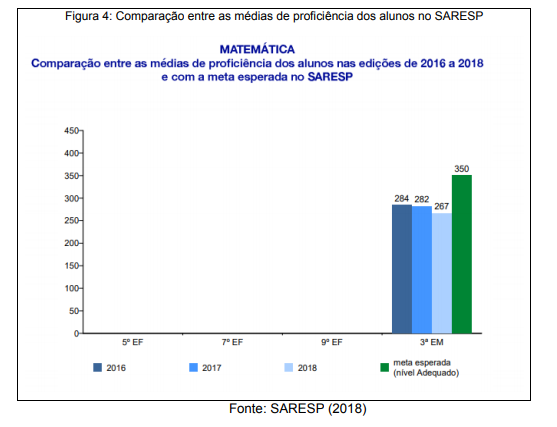 Figura 4: Comparação entre as médias de proficiência dos alunos no SARESP
MATEMÁTICA
Comparação entre as médias de proficiência dos alunos nas edições de 2016 a 2018
e com a meta esperada no SARESP
450
400
350
300
250
200
150
100
50
0
284
282
267
350
5º EF
7º EF
9º EF
3ª EM
2016
2017
2018
meta esperada
(nível Adequado)
Fonte: SARESP (2018)